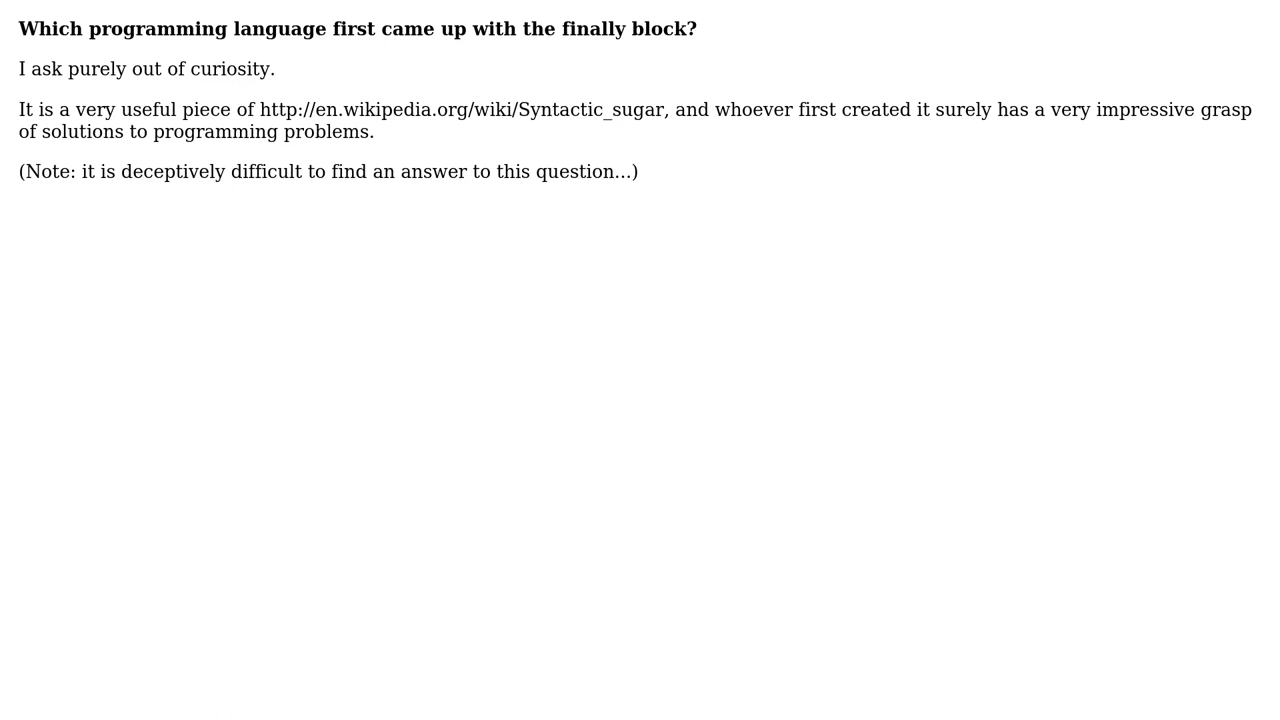 Which programming language first came up with the finally block?
I ask purely out of curiosity.
It is a very useful piece of http://en.wikipedia.org/wiki/Syntactic_sugar, and whoever first created it surely has a very impressive grasp
of solutions to programming problems.
(Note: it is deceptively difficult to find an answer to this question...)